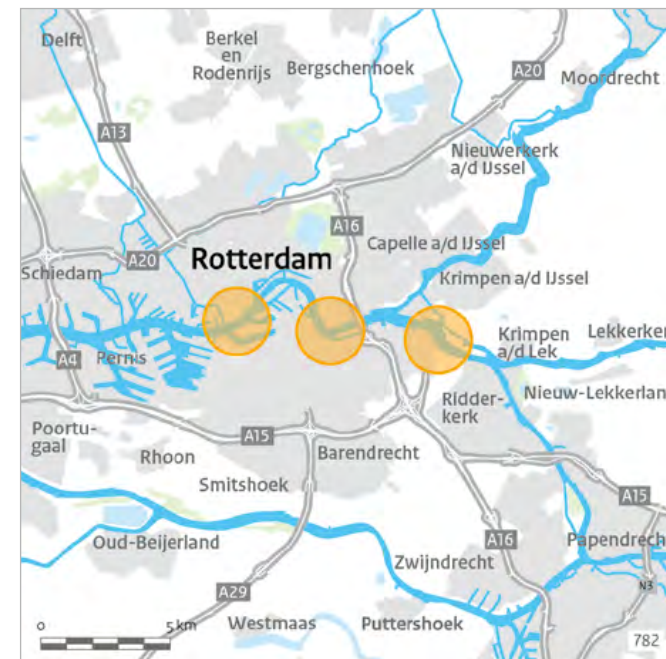 Delft
Berkel
en
Rodenrijs
Bergschenhoek
A20
Moordrecht
A13
Nieuwerkerk
a/d IJssel
A16
Capelle a/d IJssel
Rotterdam
A20
Schiedam
Krimpen a/d IJssel
Krimpen
a/d Lek
Lekkerker
A4
Pernis
Nieuw-Lekkerland
Ridder-
kerk
Poortu-
gaal
A15
Rhoon
Barendrecht
Smitshoek
A15
Oud-Beijerland
A16
Papendrecht
Zwijndrecht
A29
N3
0
5 km
Westmaas
Puttershoek
782